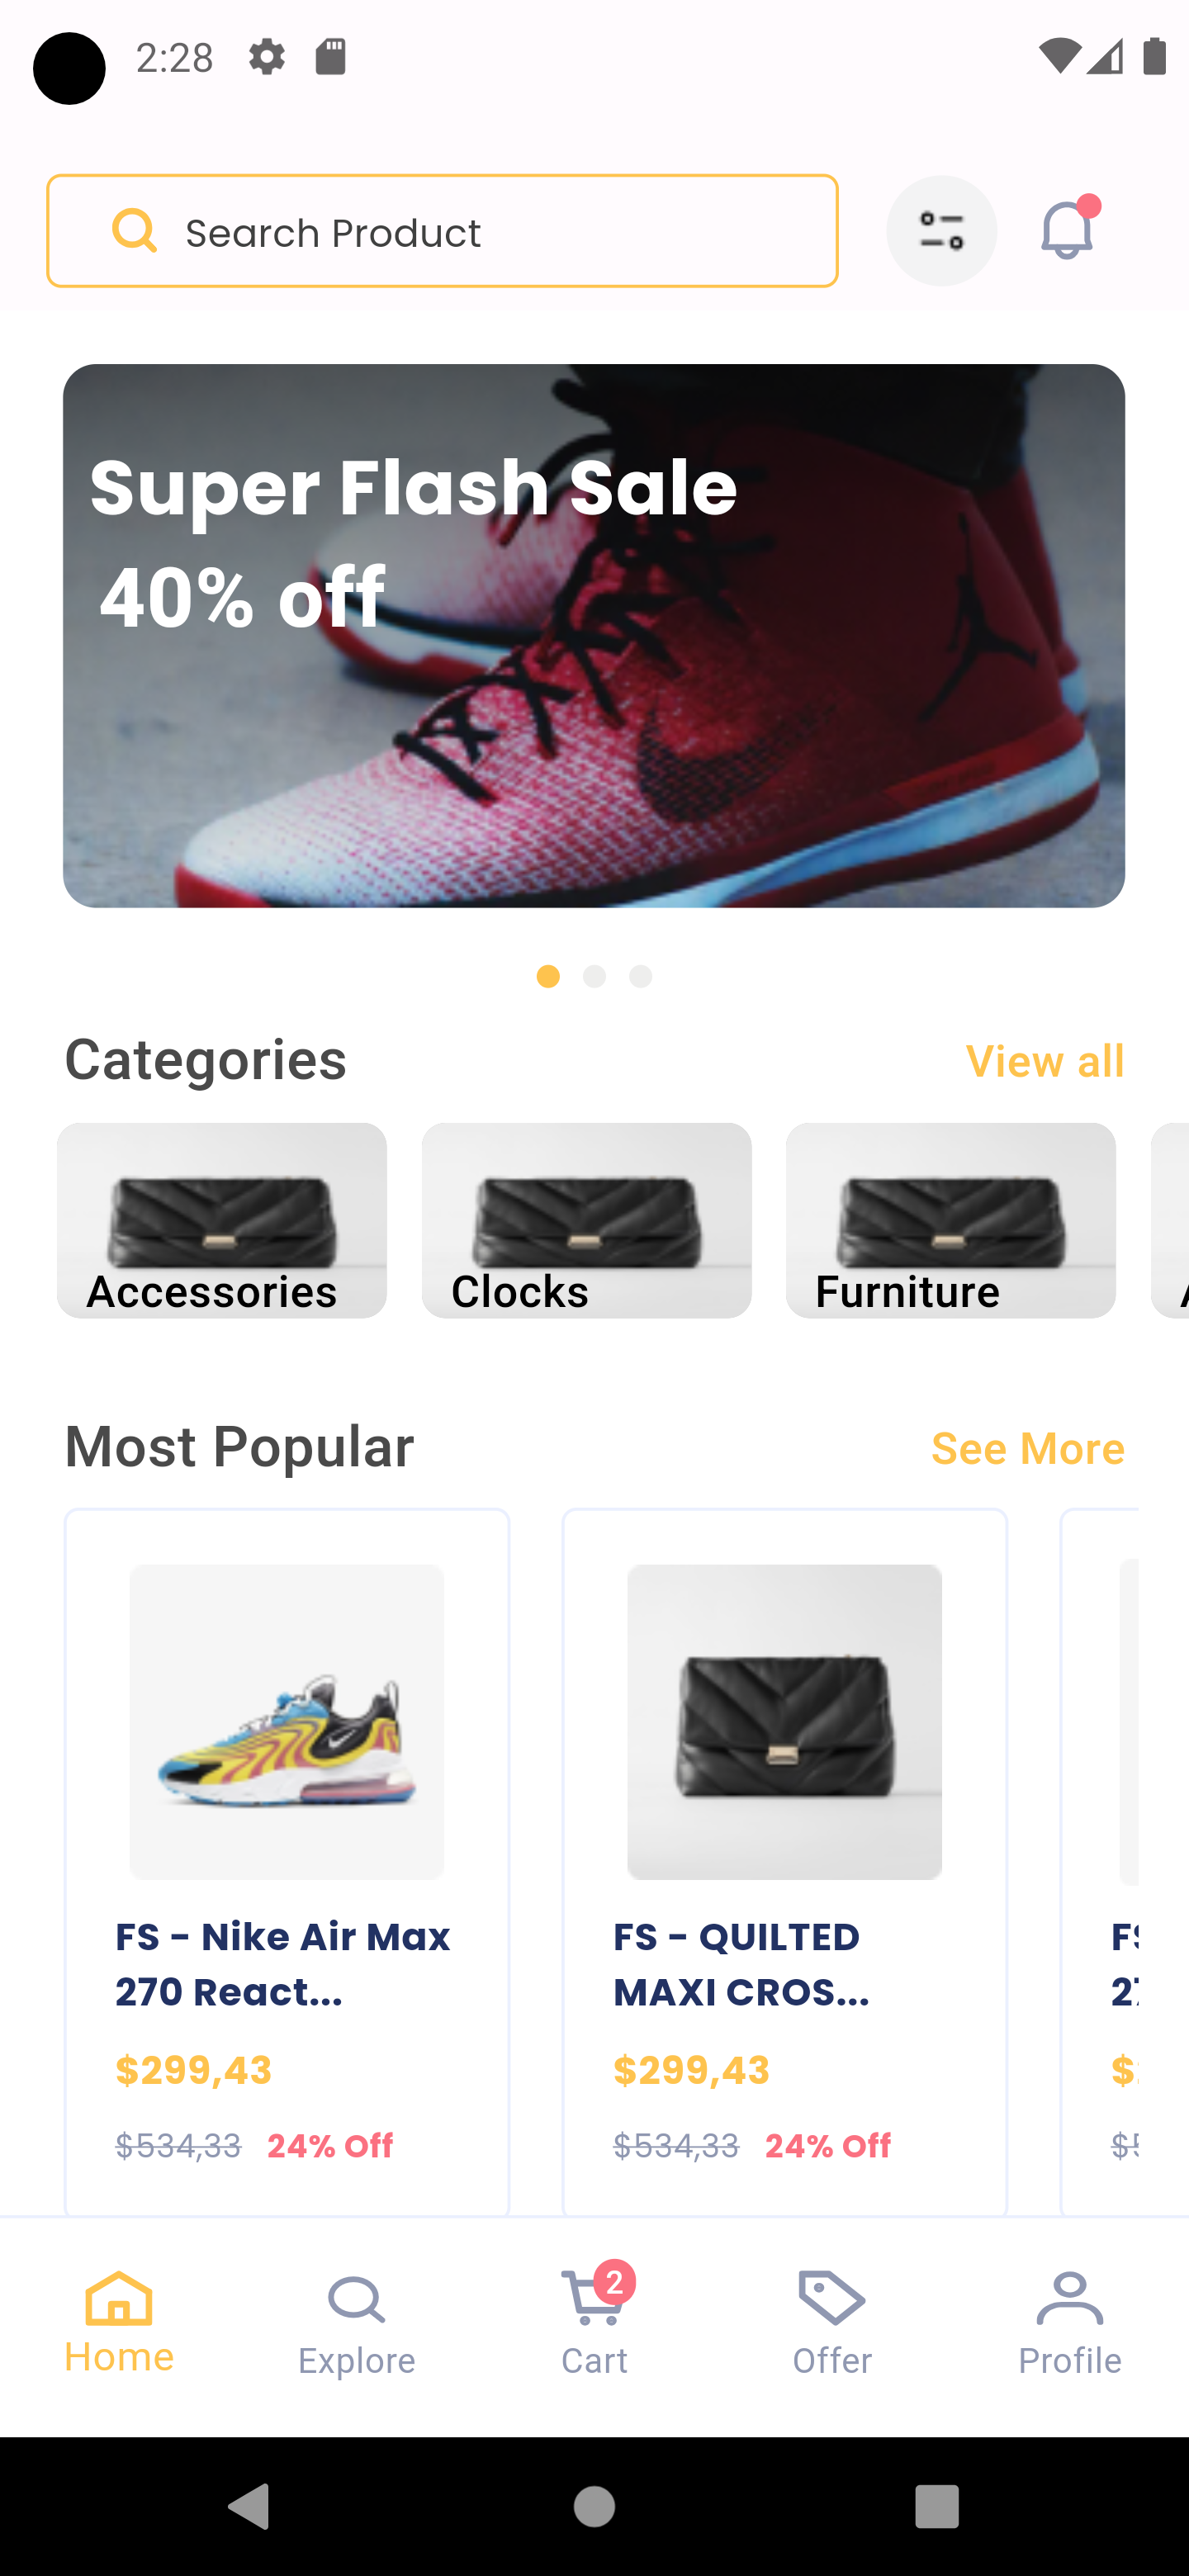 2:28
Search Product
Super Flash Sale
40% off
Categories
View all
Accessories
Clocks
Furniture
Most Popular
See More
FS - Nike Air Max
270 React...
$299,43
$534,33 24% Off
FS - QUILTED
MAXI CROS...
$299,43
$534,33 24% Off
2
Home
Explore
Cart
Offer
Profile